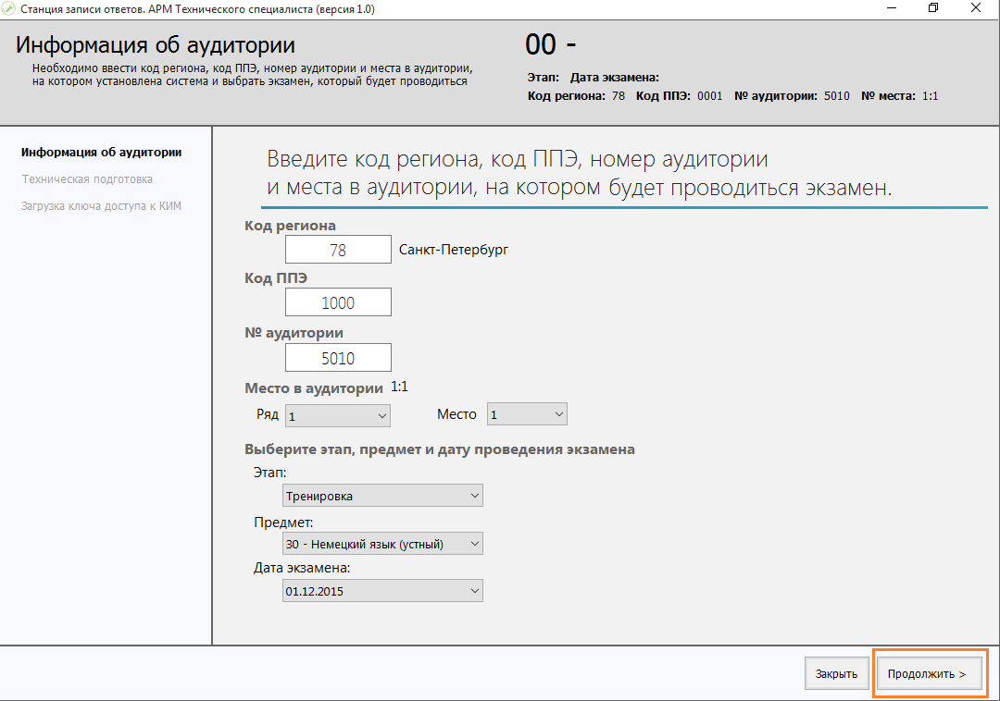 Станция записи ответов. АРМ Технического специалиста (версия 1.0)
Информация об аудитории
Необходимо ввести код региона, код ППЭ, номер аудитории и места в аудитории,
на котором установлена система и выбрать экзамен, который будет проводиться
00 -
Этап: Дата экзамена:
Код региона: 78 Код ППЭ: 0001 № аудитории: 5010 № места: 1:1
Информация об аудитории
Техническая подготовка
Загрузка ключа доступа к КИМ
Введите код региона, код ППЭ, номер аудитории
и места в аудитории, на котором будет проводиться экзамен.
Код региона
78 Санкт-Петербург
Код ППЭ
1000
№ аудитории
5010
Место в аудитории 1:1
Ряд 1 Место 1
Выберите этап, предмет и дату проведения экзамена
Этап:
Тренировка
Предмет:
30 - Немецкий язык (устный)
Дата экзамена:
01.12.2015
Закрыть Продолжить >